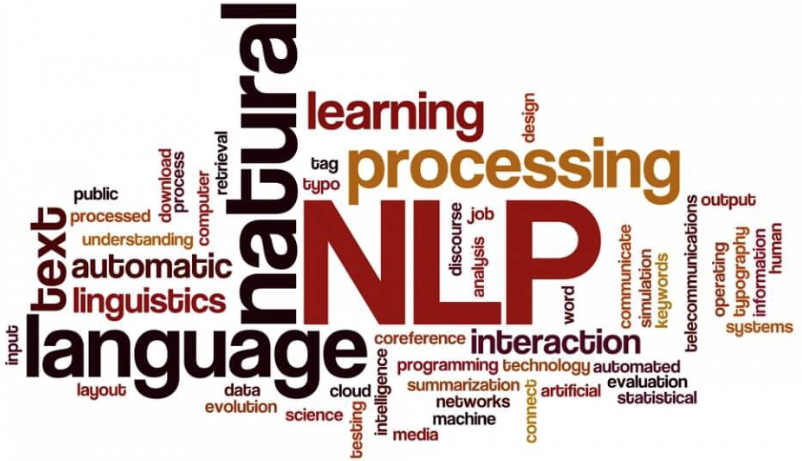 natural
learning
design
processing
tag
typo
retrieval
download
process
computer
public
processed
understanding
text
automatic
linguistics
NLP
discourse
job
analysis
word
output
communicate
simulation
keywords
telecommunications
operating
typography
information
human
systems
input
language
coreference
interaction
layout
data
evolution
science
cloud
testing
intelligence
media
programming
technology
automated
summarization
networks
machine
connect
artificial
evaluation
statistical